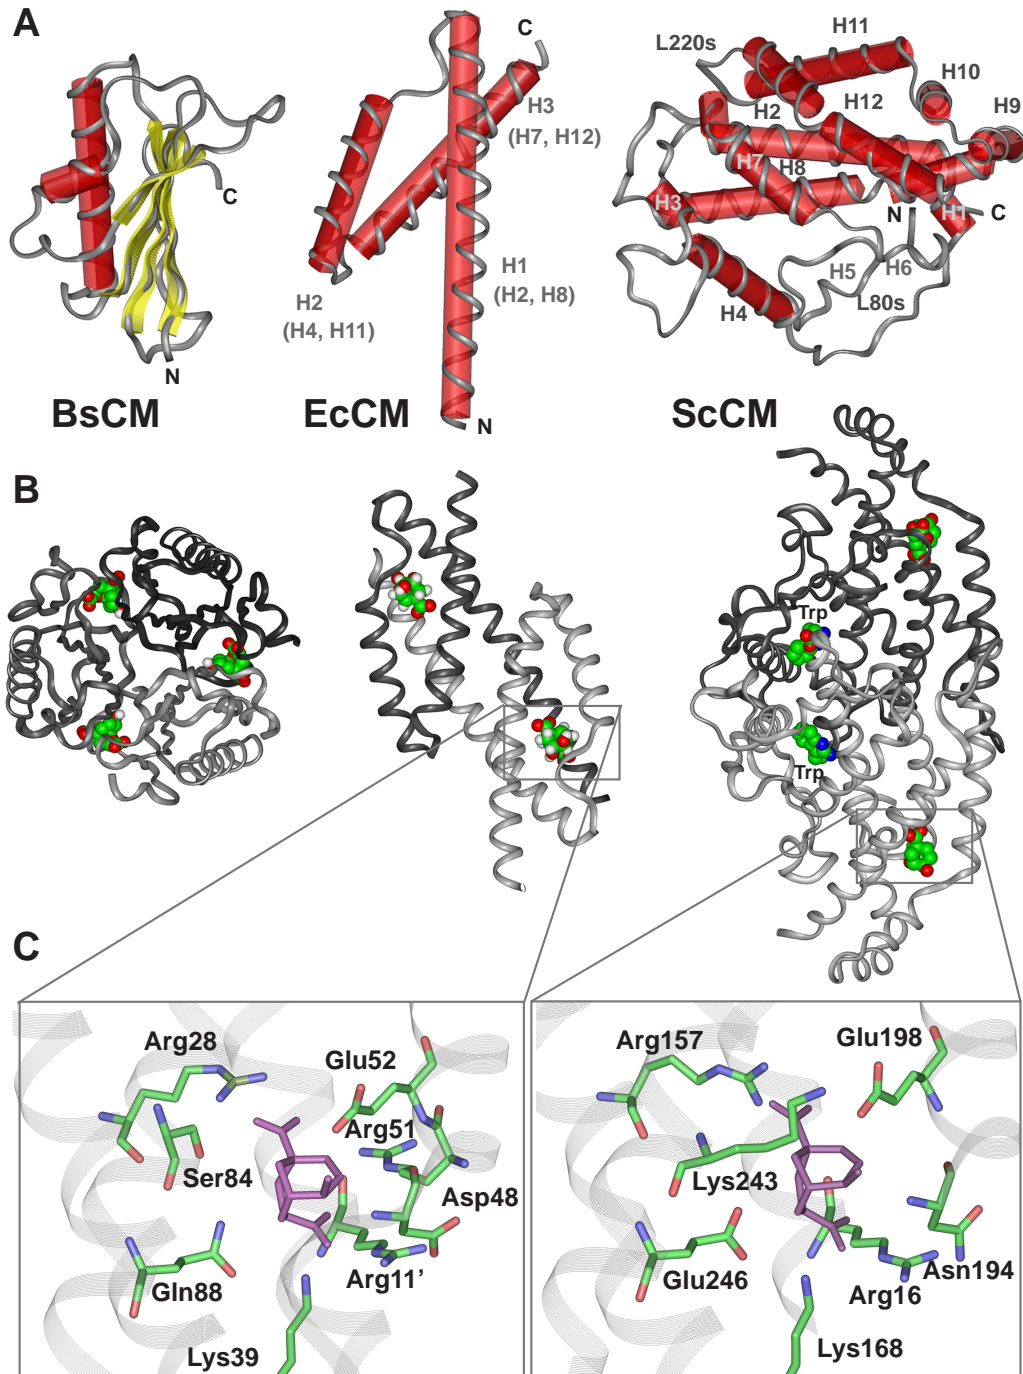 A
C
H3
(H7, H12)
H1
(H2, H8)
H2
(H4, H11)
N
C
N
L220s
H11
H10
H9
H2
H12
H7
H8
H3
N
H1
C
H6
H5
L80s
H4
BsCM
EcCM
ScCM
B
Trp
Trp
C
Arg28
Glu52
Arg51
Ser84
Asp48
Gln88
Arg11’
Lys39
Arg157
Glu198
Lys243
Glu246
Asn194
Arg16
Lys168